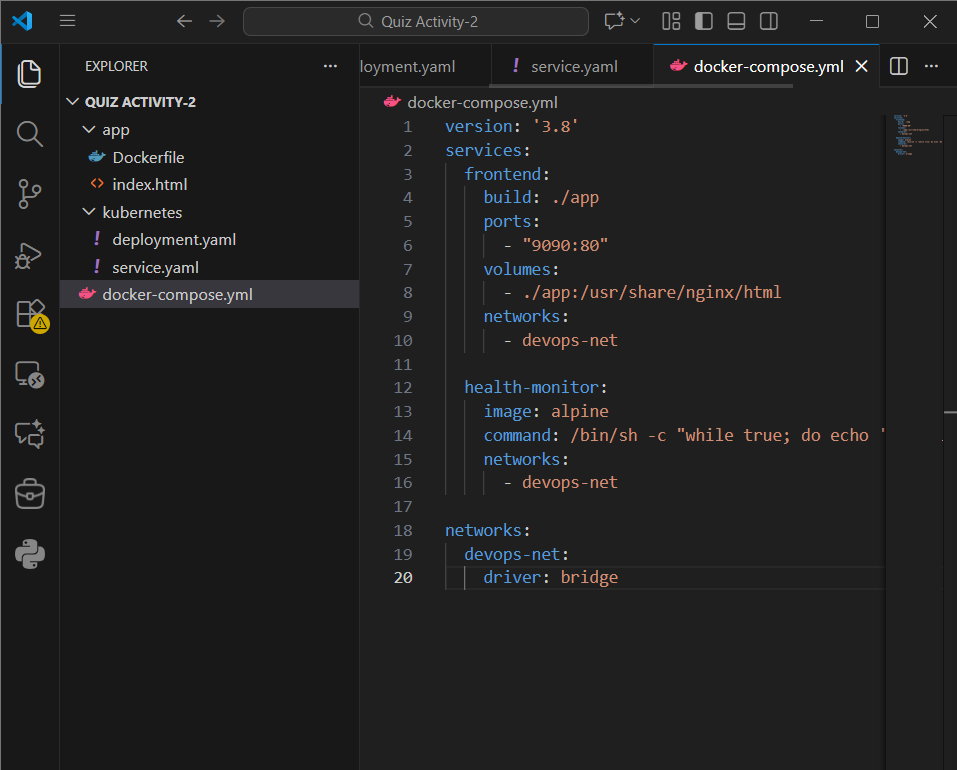 Quiz Activity-2
EXPLORER
loyment.yaml
! service.yaml
docker-compose.yml
QUIZ ACTIVITY-2
app
Dockerfile
<> index.html
kubernetes
! deployment.yaml
! service.yaml
docker-compose.yml
docker-compose.yml
1 version: '3.8'
2 services:
3 frontend:
4 build: ./app
5 ports:
6 - "9090:80"
7 volumes:
8 - ./app:/usr/share/nginx/html
9 networks:
10 - devops-net
11
12 health-monitor:
13 image: alpine
14 command: /bin/sh -c "while true; do echo '
15 networks:
16 - devops-net
17
18 networks:
19 devops-net:
20 driver: bridge